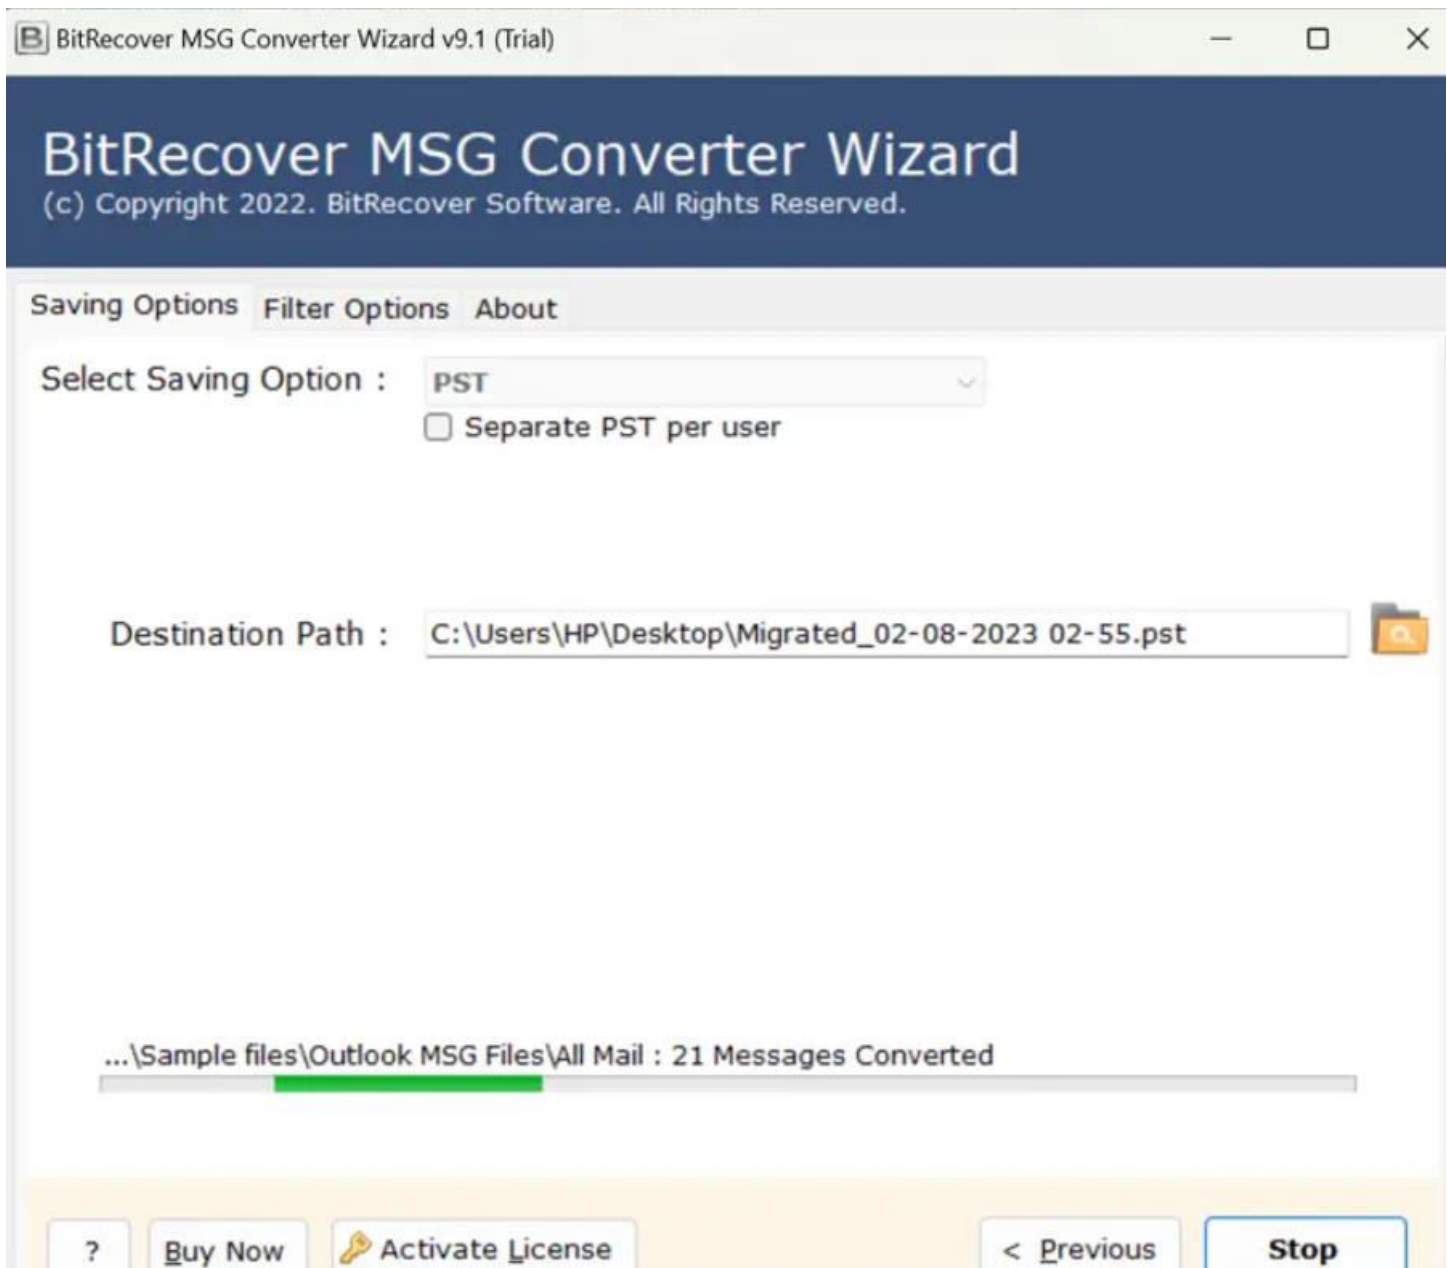 BitRecover MSG Converter Wizard v9.1 (Trial)
BitRecover MSG Converter Wizard
(c) Copyright 2022. BitRecover Software. All Rights Reserved.
Saving Options Filter Options About
Select Saving Option : PST
Separate PST per user
Destination Path : C:\Users\HP\Desktop\Migrated_02-08-2023 02-55.pst
...\Sample files\Outlook MSG Files\All Mail : 21 Messages Converted
? Buy Now Activate License < Previous Stop